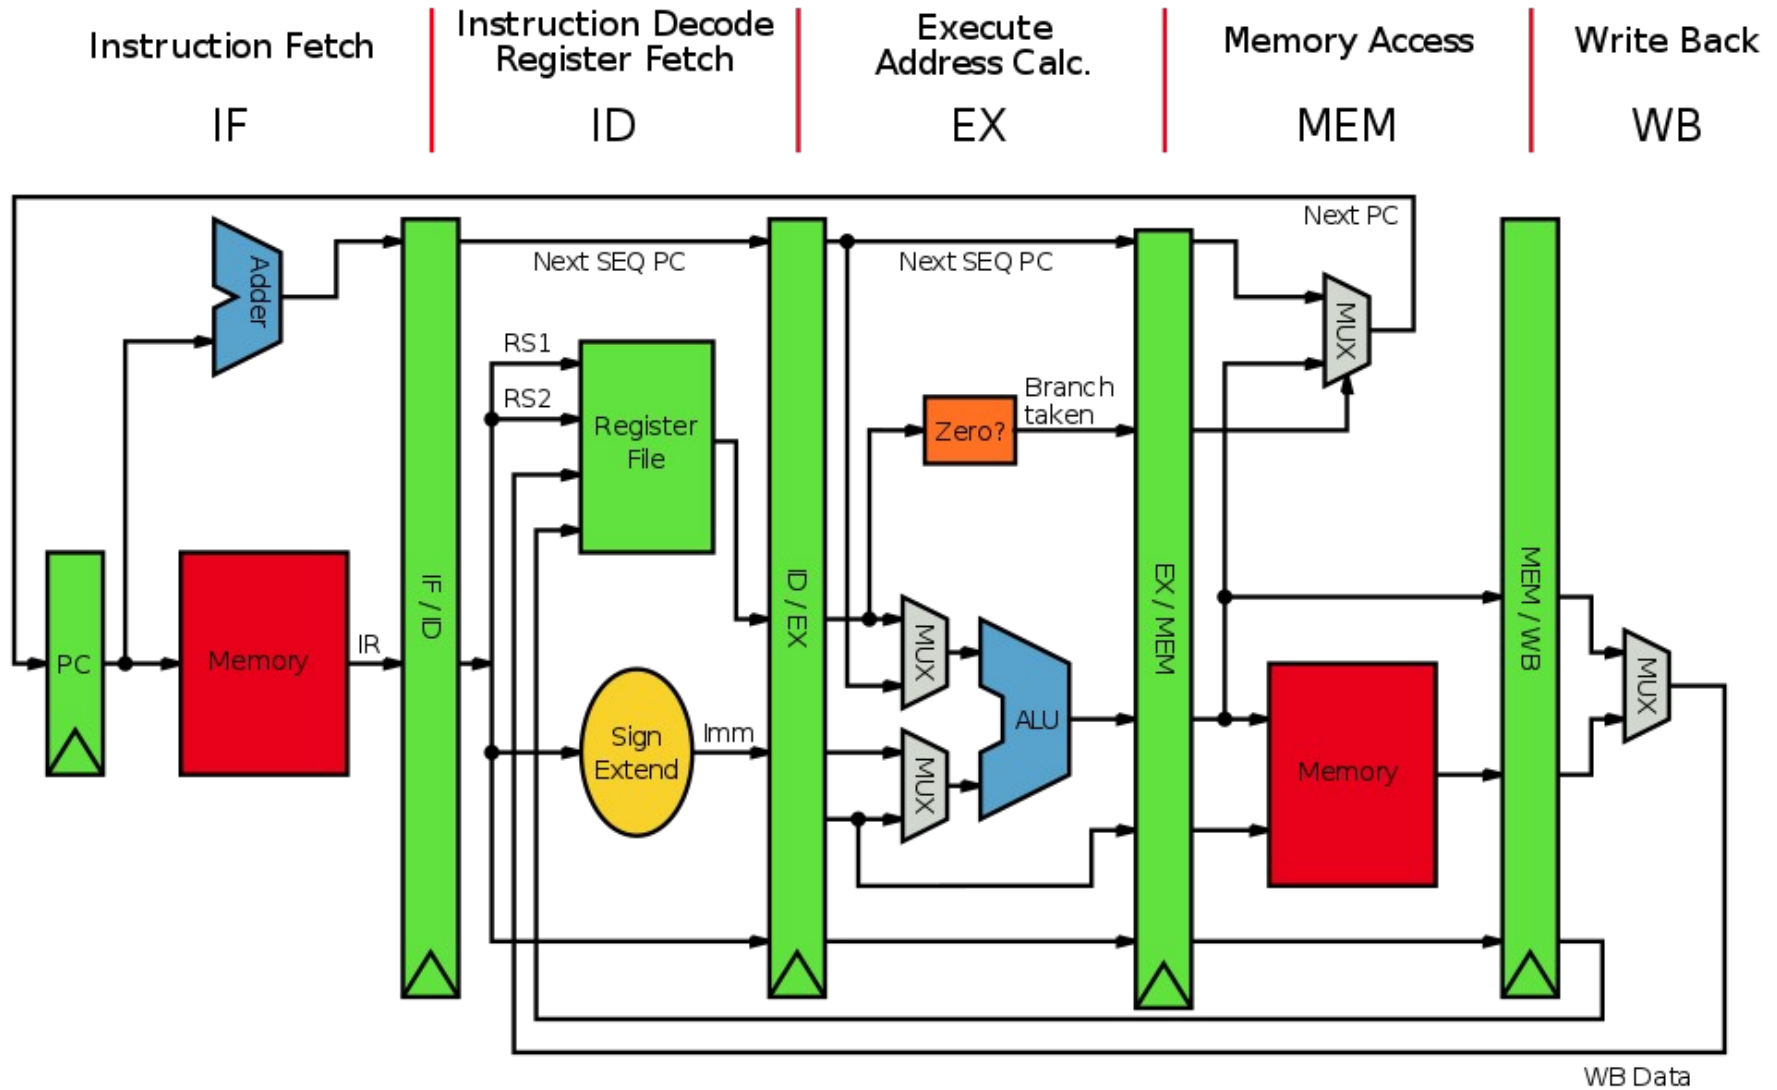 Instruction Fetch
IF
Instruction Decode
Register Fetch
ID
Execute
Address Calc.
EX
Memory Access
MEM
Write Back
WB
Next PC
Adder
Next SEQ PC
Next SEQ PC
MUX
RS1
RS2
Register
File
Zero?
Branch
taken
PC
Memory
IR
IF / ID
ID / EX
EX / MEM
MEM / WB
MUX
MUX
ALU
Sign
Extend
Imm
Memory
MUX
WB Data